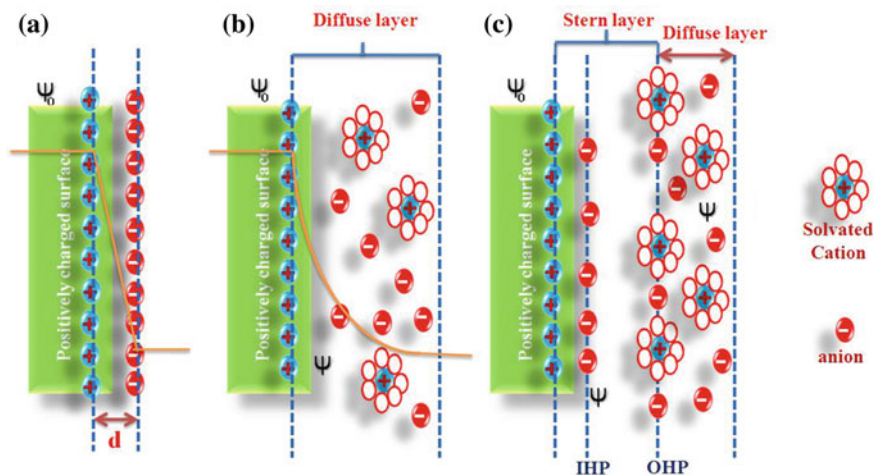 (a)
Ψo
Positively charged surface
d
(b)
Diffuse layer
Ψo
Positively charged surface
Ψ
(c)
Stern layer
Diffuse layer
Ψo
Positively charged surface
Ψ
Ψ
IHP
OHP
Solvated
Cation
anion